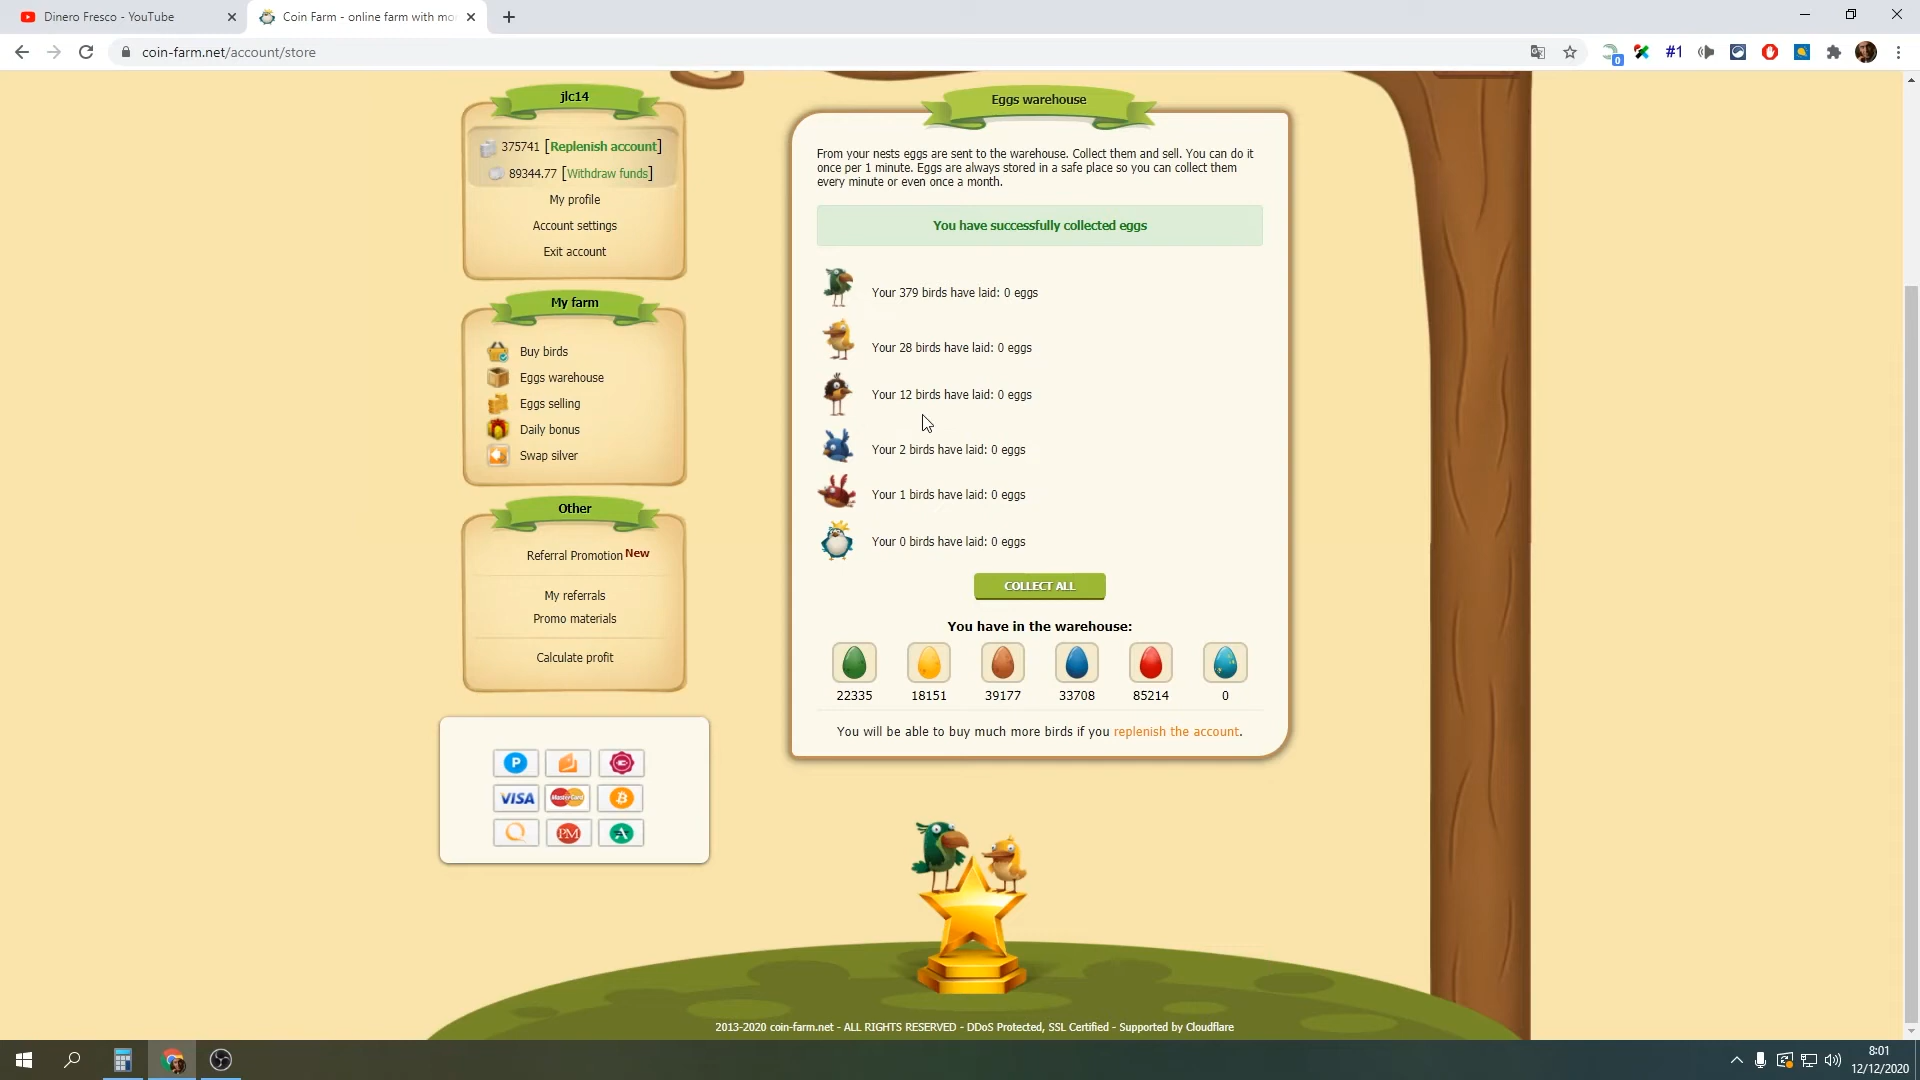 Dinero Fresco - YouTube
Coin Farm - online farm with mo
coin-farm.net/account/store
0
#1
jlc14
375741 [Replenish account]
89344.77 [Withdraw funds]
My profile
Account settings
Exit account
My farm
Buy birds
Eggs warehouse
Eggs selling
Daily bonus
Swap silver
Other
Referral Promotion New
My referrals
Promo materials
Calculate profit
P
VISA MasterCard
PM
Eggs warehouse
From your nests eggs are sent to the warehouse. Collect them and sell. You can do it
once per 1 minute. Eggs are always stored in a safe place so you can collect them
every minute or even once a month.
You have successfully collected eggs
Your 379 birds have laid: 0 eggs
Your 28 birds have laid: 0 eggs
Your 12 birds have laid: 0 eggs
Your 2 birds have laid: 0 eggs
Your 1 birds have laid: 0 eggs
Your 0 birds have laid: 0 eggs
COLLECT ALL
You have in the warehouse:
22335 18151 39177 33708 85214 0
You will be able to buy much more birds if you replenish the account.
2013-2020 coin-farm.net - ALL RIGHTS RESERVED - DDoS Protected, SSL Certified - Supported by Cloudflare
8:01
12/12/2020